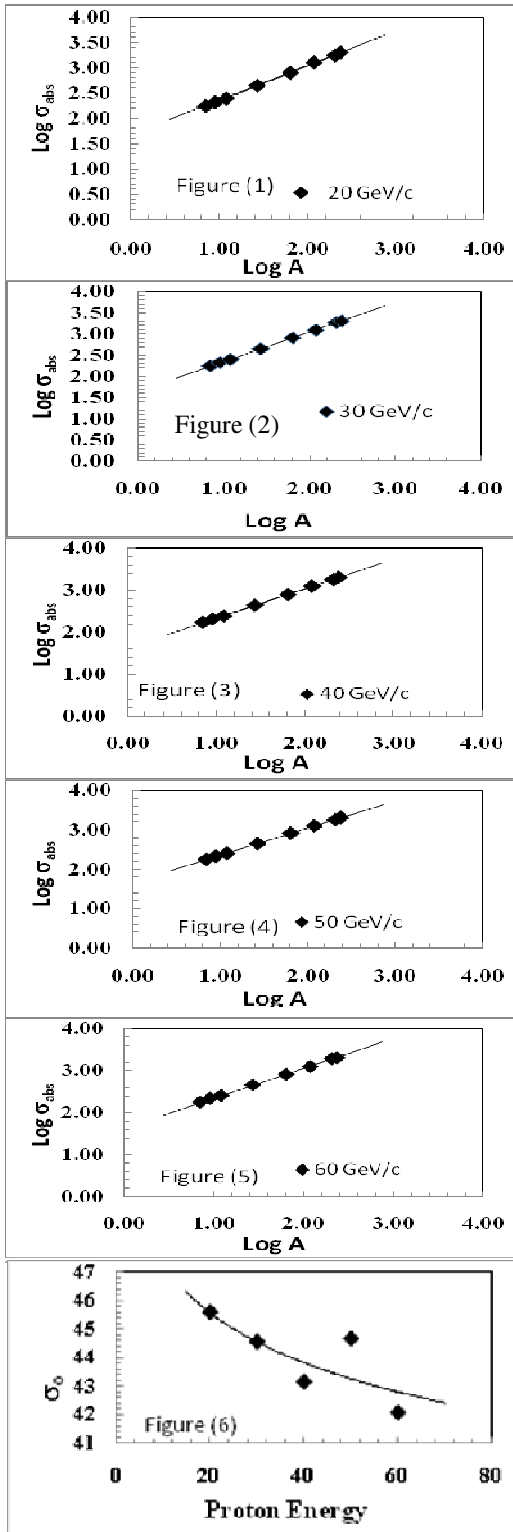 4.00
3.50
3.00
2.50
2.00
1.50
1.00
0.50
0.00
Log σabs
Figure (1)
20 GeV/c
0.00 1.00 2.00 3.00 4.00
Log A
4.00
3.50
3.00
2.50
2.00
1.50
1.00
0.50
0.00
Log σabs
Figure (2)
30 GeV/c
0.00 1.00 2.00 3.00 4.00
Log A
4.00
3.00
2.00
1.00
0.00
Log σabs
Figure (3)
40 GeV/c
0.00 1.00 2.00 3.00 4.00
Log A
4.00
3.00
2.00
1.00
0.00
Log σabs
Figure (4)
50 GeV/c
0.00 1.00 2.00 3.00 4.00
Log A
4.00
3.00
2.00
1.00
0.00
Log σabs
Figure (5)
60 GeV/c
0.00 1.00 2.00 3.00 4.00
Log A
47
46
45
44
43
42
41
σo
Figure (6)
0 20 40 60 80
Proton Energy